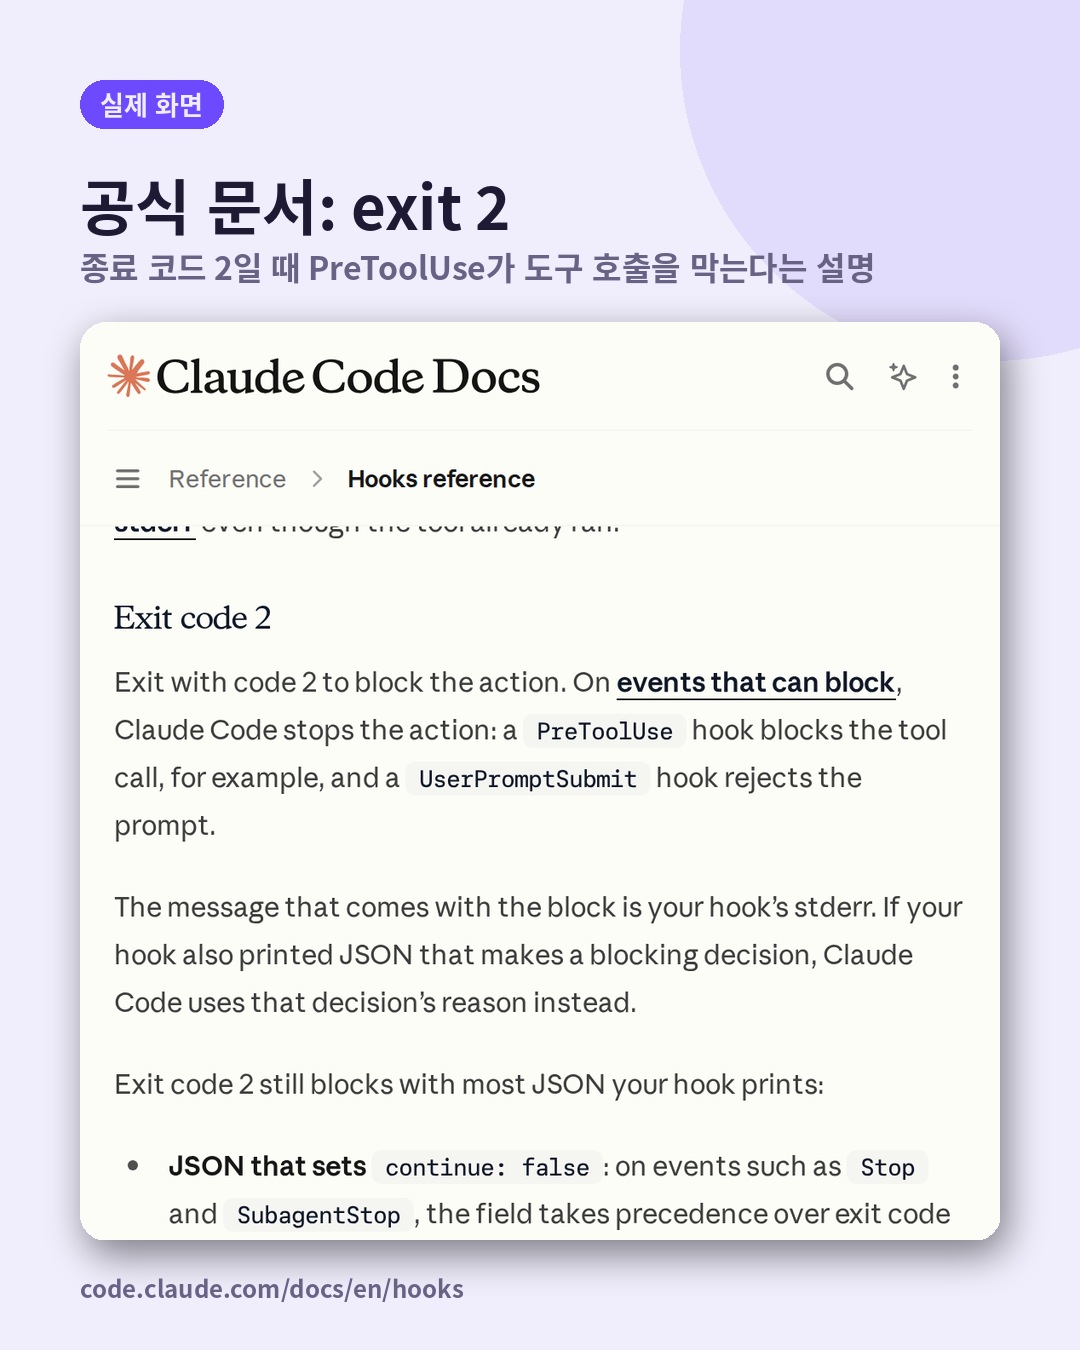 실제 화면
공식 문서: exit 2
종료 코드 2일 때 PreToolUse가 도구 호출을 막는다는 설명
Claude Code Docs
Reference > Hooks reference
stderr even though the tool already ran.
Exit code 2
Exit with code 2 to block the action. On events that can block,
Claude Code stops the action: a PreToolUse hook blocks the tool
call, for example, and a UserPromptSubmit hook rejects the
prompt.
The message that comes with the block is your hook’s stderr. If your
hook also printed JSON that makes a blocking decision, Claude
Code uses that decision’s reason instead.
Exit code 2 still blocks with most JSON your hook prints:
• JSON that sets continue: false: on events such as Stop
and SubagentStop, the field takes precedence over exit code
code.claude.com/docs/en/hooks